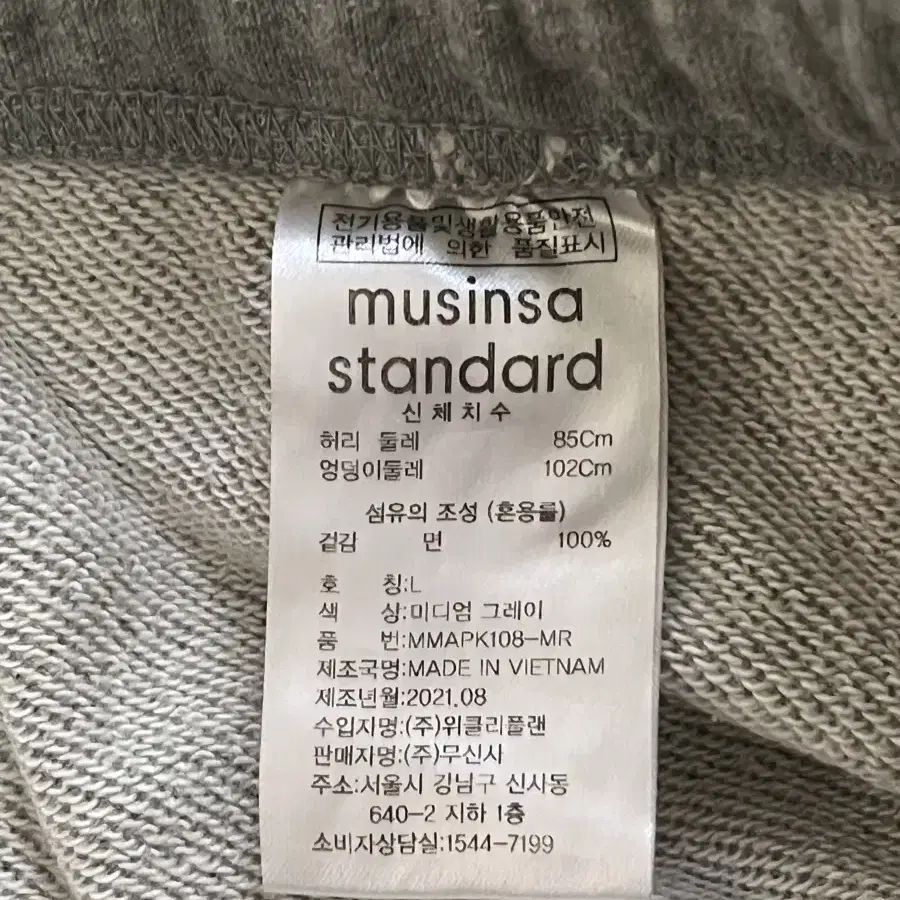 전기용품및생활용품안전
관리법에 의한 품질표시
musinsa
standard
신체치수
허리 둘레 85Cm
엉덩이둘레 102Cm
섬유의 조성 (혼용률)
겉감 면 100%
호 칭:L
색 상:미디엄 그레이
품 번:MMAPK108-MR
제조국명:MADE IN VIETNAM
제조년월:2021.08
수입자명:(주)위클리플랜
판매자명:(주)무신사
주소:서울시 강남구 신사동
640-2 지하 1층
소비자상담실:1544-7199